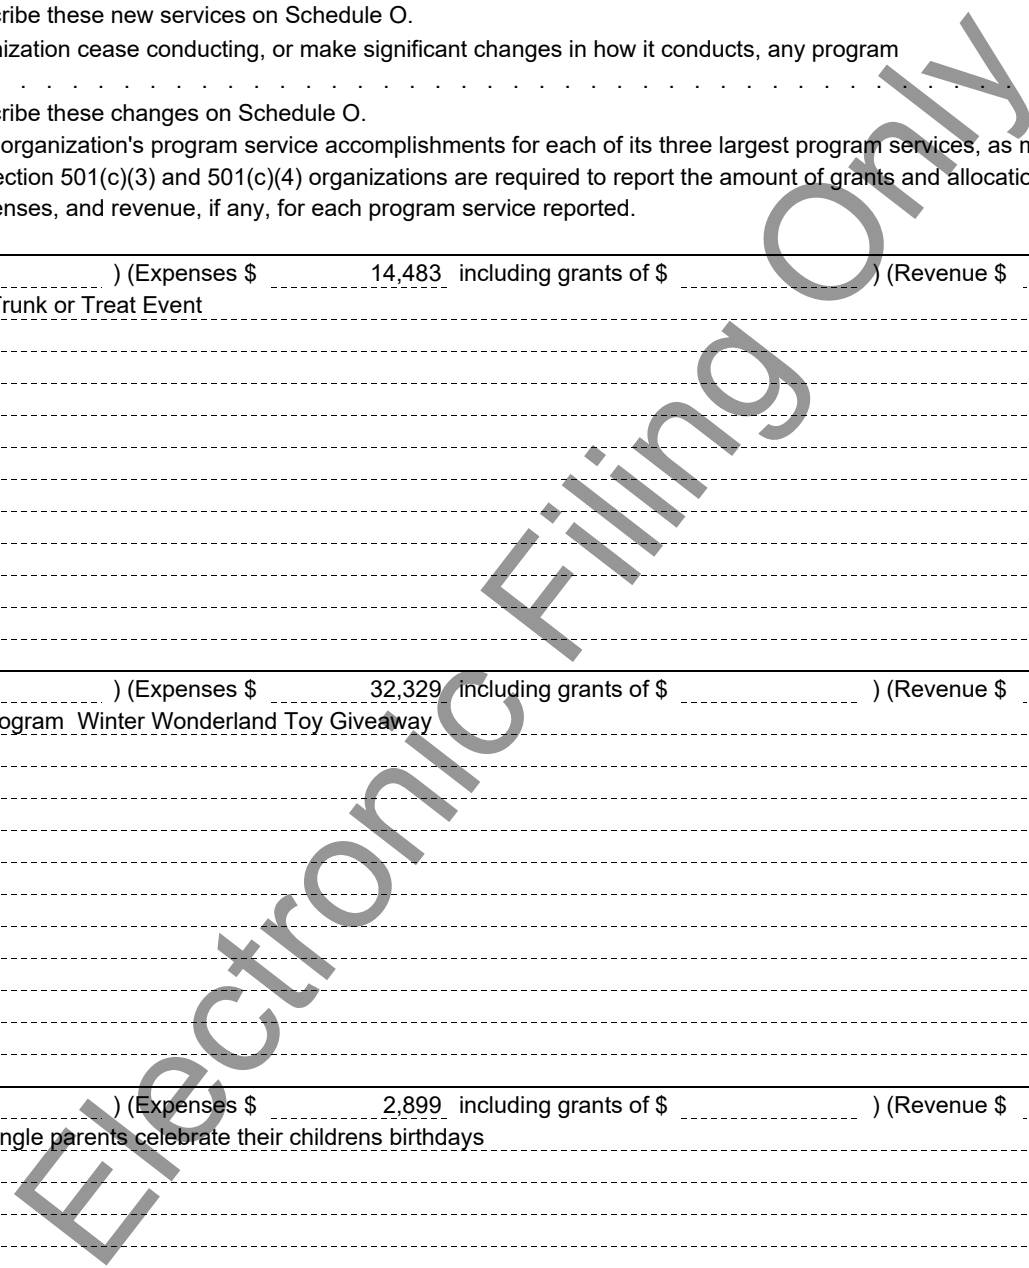 ribe these new services on Schedule O.
ization cease conducting, or make significant changes in how it conducts, any program
. . . . . . . . . . . . . . . . . . . . . . . . . . . . . . . . . . . . . . .
ribe these changes on Schedule O.
organization's program service accomplishments for each of its three largest program services, as m
ection 501(c)(3) and 501(c)(4) organizations are required to report the amount of grants and allocatio
enses, and revenue, if any, for each program service reported.
) (Expenses $ 14,483 including grants of $ ) (Revenue $
Trunk or Treat Event
) (Expenses $ 32,329 including grants of $ ) (Revenue $
ogram Winter Wonderland Toy Giveaway
) (Expenses $ 2,899 including grants of $ ) (Revenue $
ngle parents celebrate their childrens birthdays
Electronic Filing Only